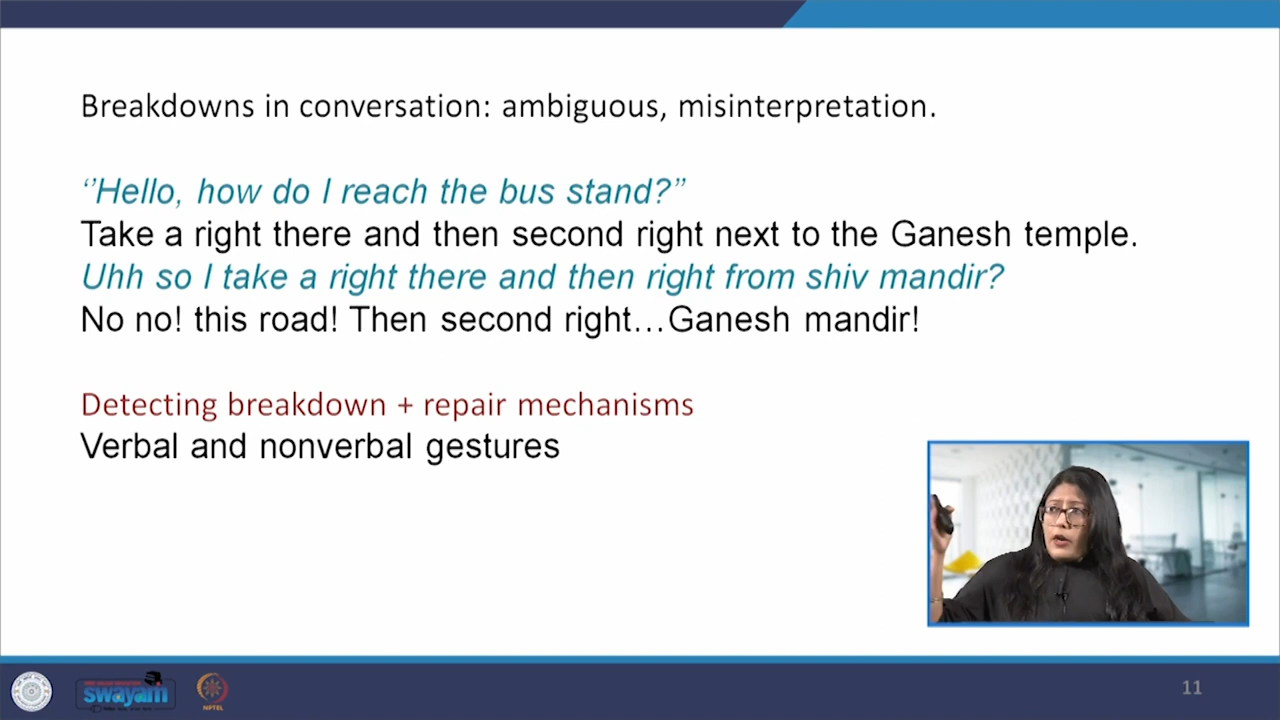 Breakdowns in conversation: ambiguous, misinterpretation.
‘’Hello, how do I reach the bus stand?”
Take a right there and then second right next to the Ganesh temple.
Uhh so I take a right there and then right from shiv mandir?
No no! this road! Then second right…Ganesh mandir!
Detecting breakdown + repair mechanisms
Verbal and nonverbal gestures
swayam
NPTEL
11